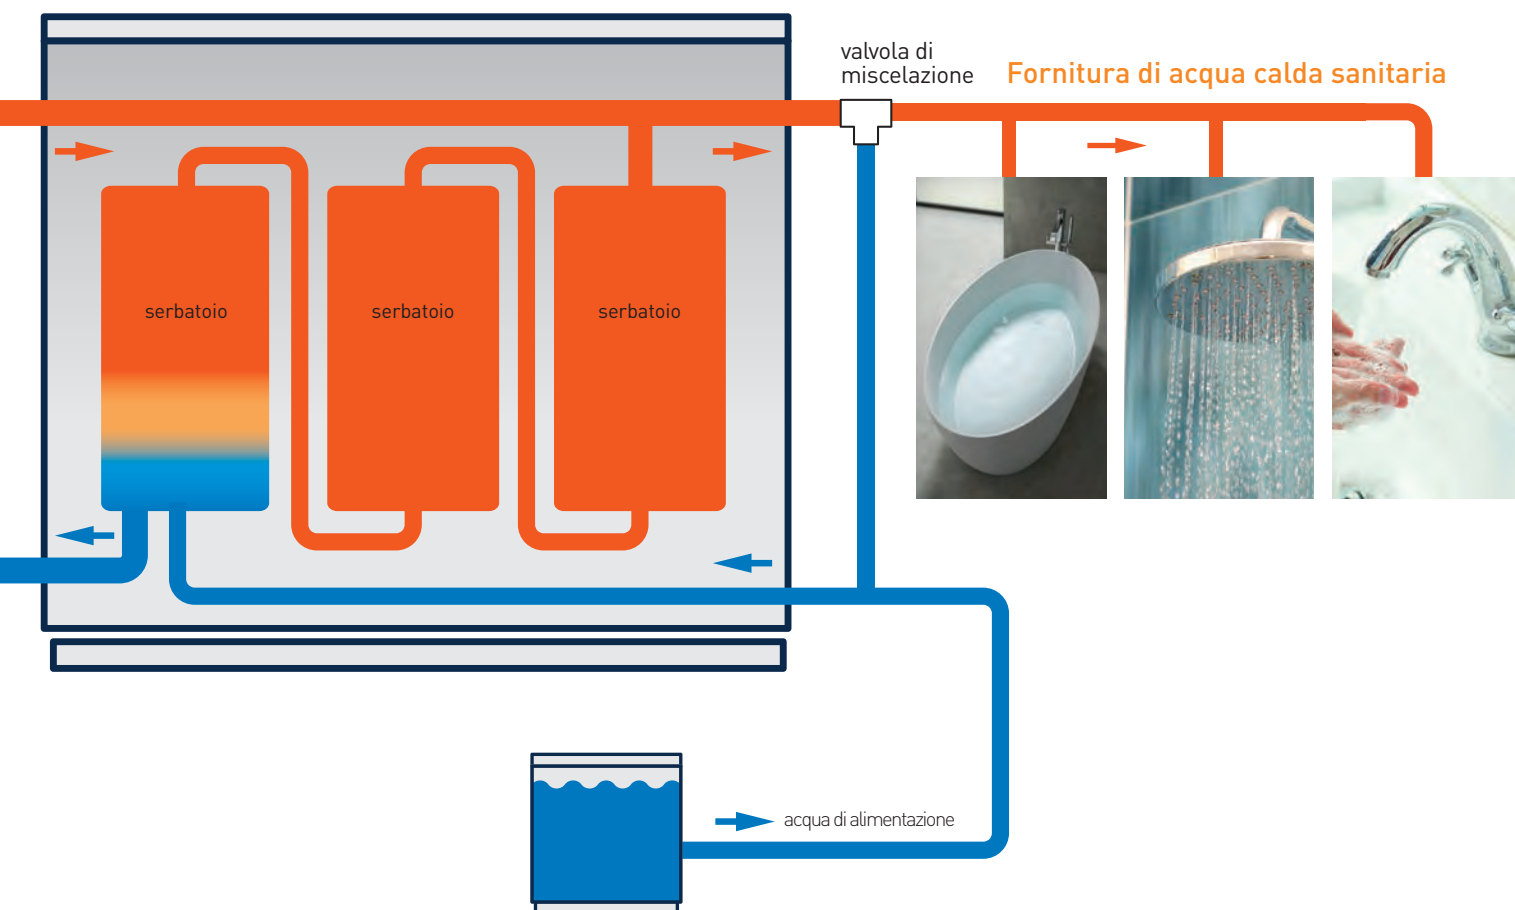 valvola di
miscelazione
Fornitura di acqua calda sanitaria
serbatoio
serbatoio
serbatoio
acqua di alimentazione